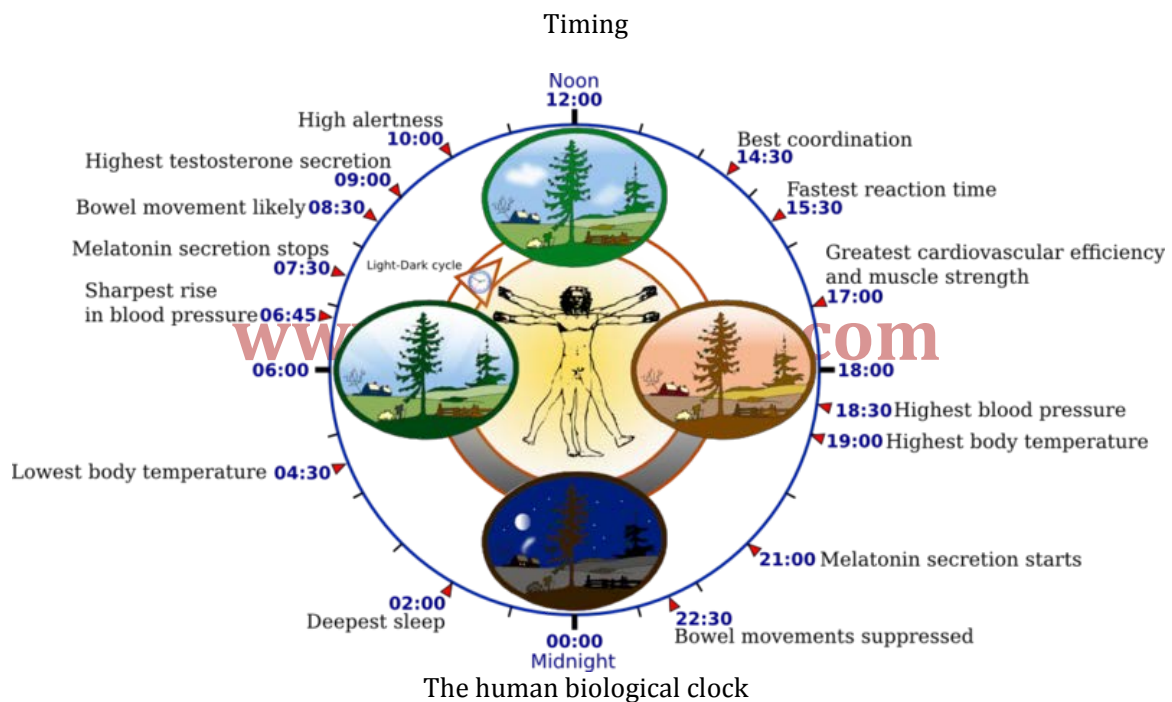 Timing
Noon
12:00
High alertness
10:00
Highest testosterone secretion
09:00
Bowel movement likely 08:30
Melatonin secretion stops
07:30
Sharpest rise
in blood pressure 06:45
06:00
Lowest body temperature 04:30
02:00
Deepest sleep
00:00
Midnight
Best coordination
14:30
Fastest reaction time
15:30
Greatest cardiovascular efficiency
and muscle strength
17:00
18:00
18:30 Highest blood pressure
19:00 Highest body temperature
21:00 Melatonin secretion starts
22:30
Bowel movements suppressed
Light-Dark cycle
com
The human biological clock